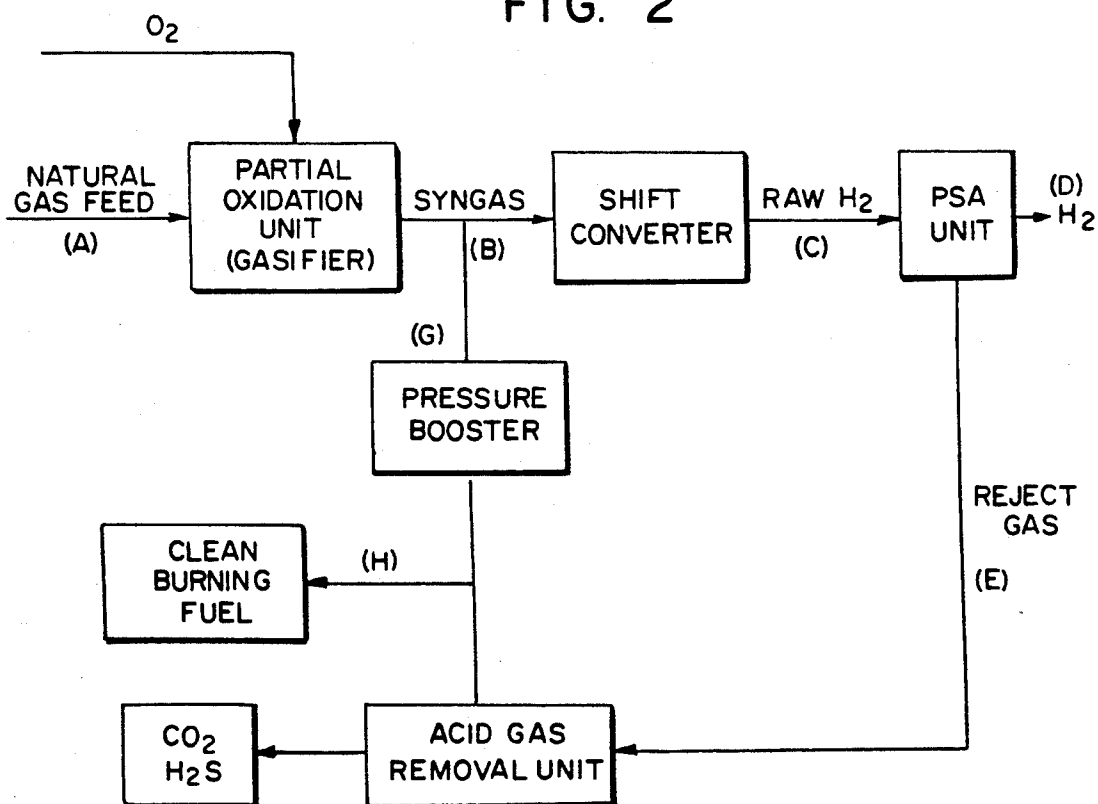 FIG. 2
O2
NATURAL
GAS FEED
(A)
PARTIAL
OXIDATION
UNIT
(GASIFIER)
SYNGAS
(B)
SHIFT
CONVERTER
RAW H2
(C)
PSA
UNIT
(D)
H2
(G)
PRESSURE
BOOSTER
REJECT
GAS
(E)
CLEAN
BURNING
FUEL
(H)
CO2
H2S
ACID GAS
REMOVAL UNIT